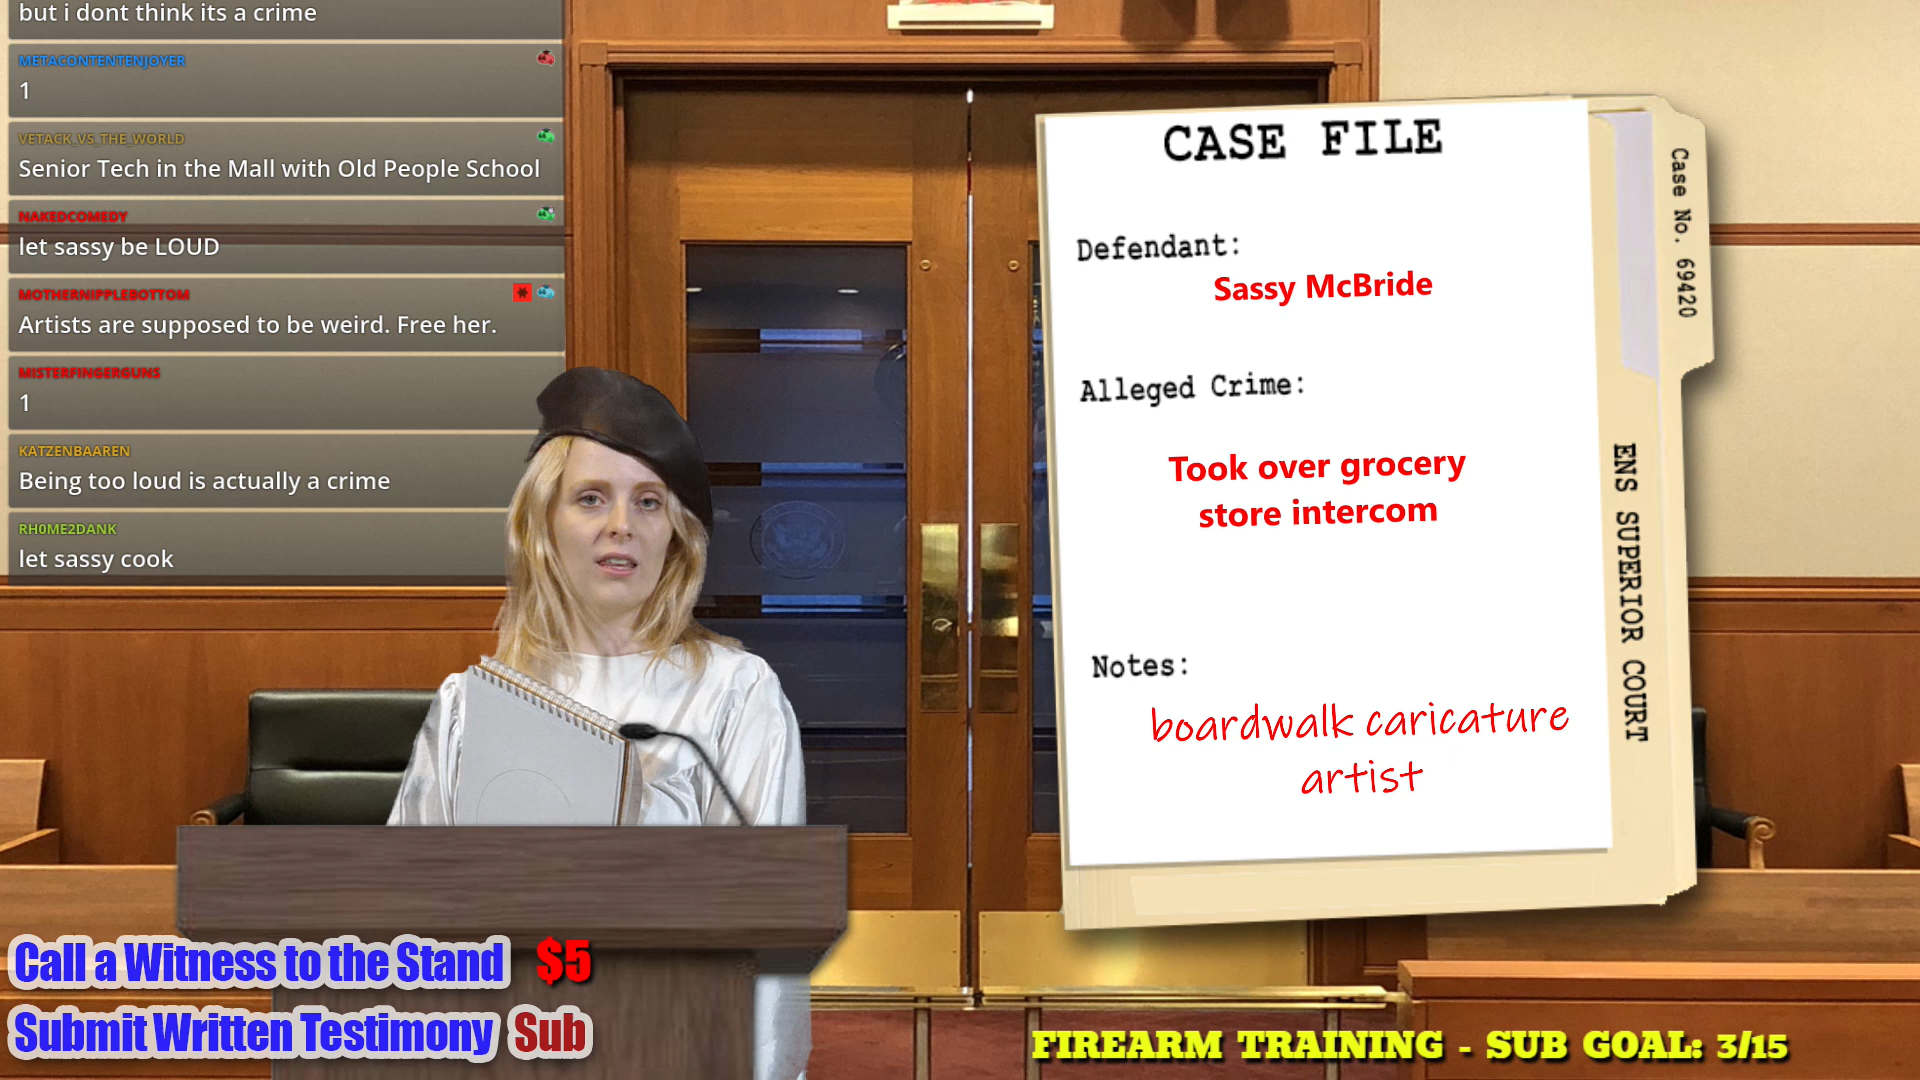 but i dont think its a crime
METACONTENTENJOYER
1
VETACK_VS_THE_WORLD
Senior Tech in the Mall with Old People School
NAKEDCOMEDY
let sassy be LOUD
MOTHERNIPPLEBOTTOM
Artists are supposed to be weird. Free her.
MISTERFINGERGUNS
1
KATZENBAAREN
Being too loud is actually a crime
RH0ME2DANK
let sassy cook
CASE FILE
Defendant:
Sassy McBride
Alleged Crime:
Took over grocery
store intercom
Notes:
boardwalk caricature
artist
Case No. 69420
ENS SUPERIOR COURT
Call a Witness to the Stand $5
Submit Written Testimony Sub
FIREARM TRAINING - SUB GOAL: 3/15